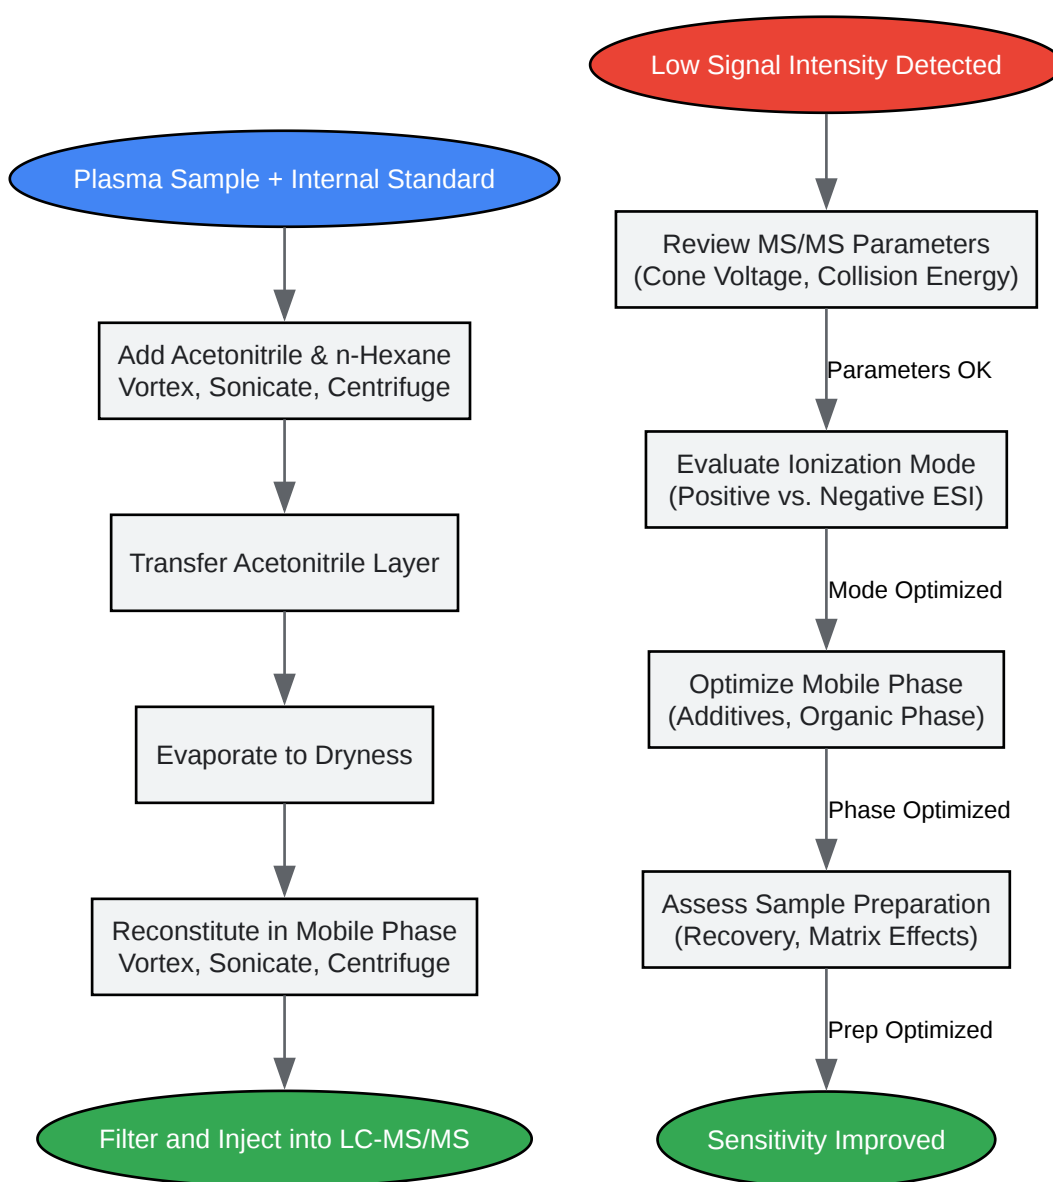 Plasma Sample + Internal Standard
Add Acetonitrile & n-Hexane
Vortex, Sonicate, Centrifuge
Transfer Acetonitrile Layer
Evaporate to Dryness
Reconstitute in Mobile Phase
Vortex, Sonicate, Centrifuge
Filter and Inject into LC-MS/MS
Low Signal Intensity Detected
Review MS/MS Parameters
(Cone Voltage, Collision Energy)
Parameters OK
Evaluate Ionization Mode
(Positive vs. Negative ESI)
Mode Optimized
Optimize Mobile Phase
(Additives, Organic Phase)
Phase Optimized
Assess Sample Preparation
(Recovery, Matrix Effects)
Prep Optimized
Sensitivity Improved